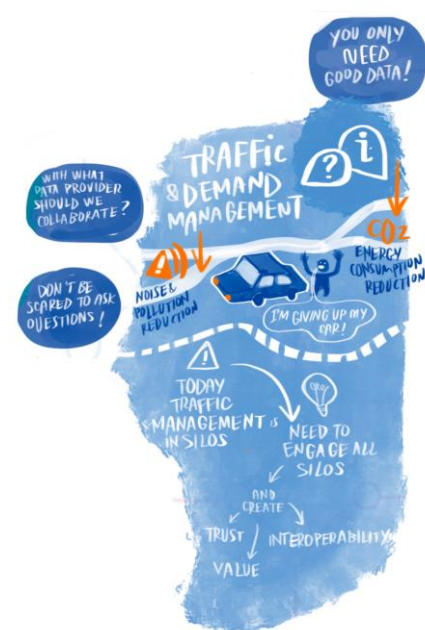 YOU ONLY
NEED
GOOD DATA!
TRAFFIC
& DEMAND
MANAGEMENT
?
i
WITH WHAT
DATA PROVIDER
SHOULD WE
COLLABORATE?
CO2
ENERGY
CONSUMPTION
REDUCTION
!
NOISE &
POLLUTION
REDUCTION
DON'T BE
SCARED TO ASK
QUESTIONS!
I'M GIVING UP MY
CAR!
!
TODAY
TRAFFIC
MANAGEMENT IS
IN SILOS
NEED TO
ENGAGE ALL
SILOS
AND
CREATE
TRUST
INTEROPERABILITY
VALUE